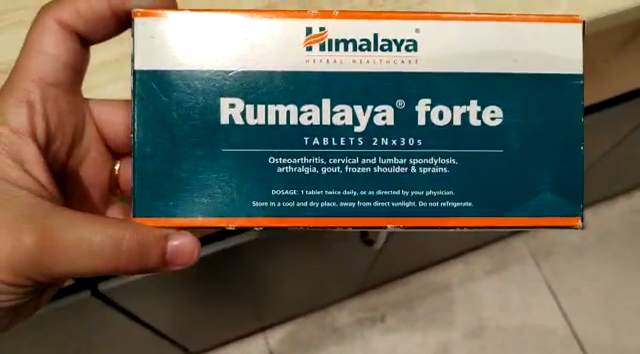 Himalaya®
HERBAL HEALTHCARE
Rumalaya® forte
TABLETS 2Nx30s
Osteoarthritis, cervical and lumbar spondylosis,
arthralgia, gout, frozen shoulder & sprains.
DOSAGE: 1 tablet twice daily, or as directed by your physician.
Store in a cool and dry place, away from direct sunlight. Do not refrigerate.